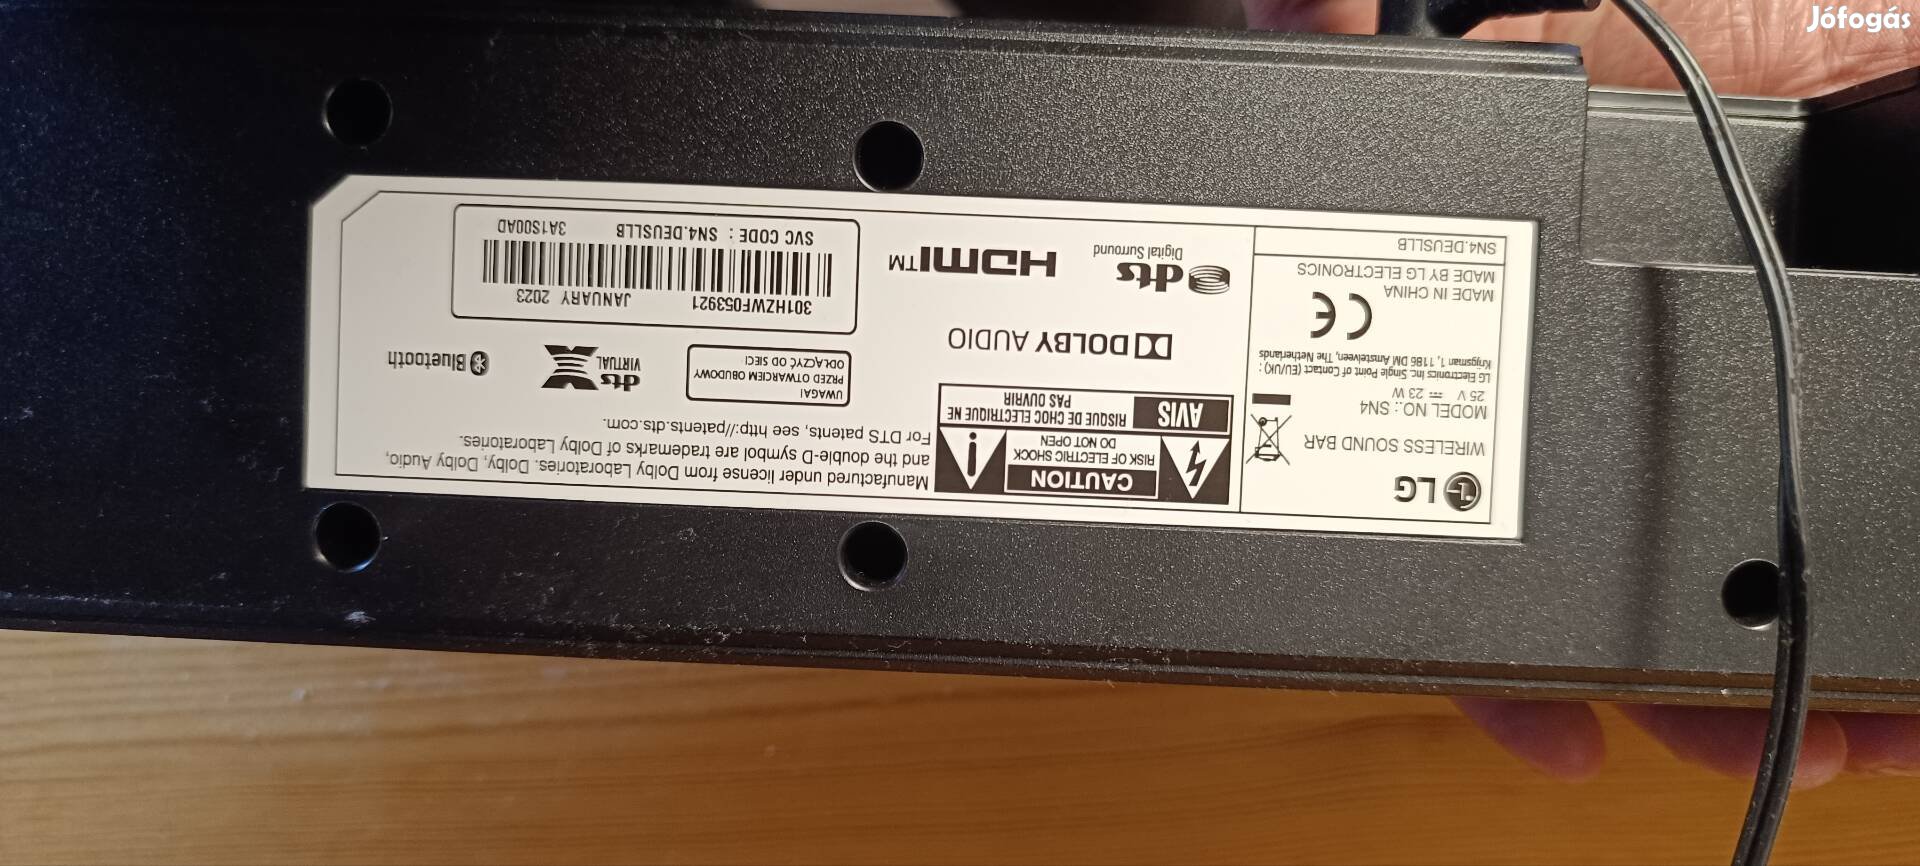 Jófogás
LG
WIRELESS SOUND BAR
MODEL NO.: SN4
25 V ⎓ 23 W
LG Electronics Inc. Single Point of Contact (EU/UK) :
Krijgsman 1, 1186 DM Amstelveen, The Netherlands
CE
MADE IN CHINA
MADE BY LG ELECTRONICS
SN4.DEUSLLB
CAUTION
RISK OF ELECTRIC SHOCK
DO NOT OPEN
AVIS
RISQUE DE CHOC ELECTRIQUE NE
PAS OUVRIR
Manufactured under license from Dolby Laboratories. Dolby, Dolby Audio,
and the double-D symbol are trademarks of Dolby Laboratories.
For DTS patents, see http://patents.dts.com.
DOLBY AUDIO
UWAGA!
PRZED OTWARCIEM OBUDOWY
ODŁĄCZYĆ OD SIECI
dts
VIRTUAL
X
Bluetooth
dts
Digital Surround
HDMI™
301HZWF053921 JANUARY 2023
SVC CODE : SN4.DEUSLLB 3A1S00AD